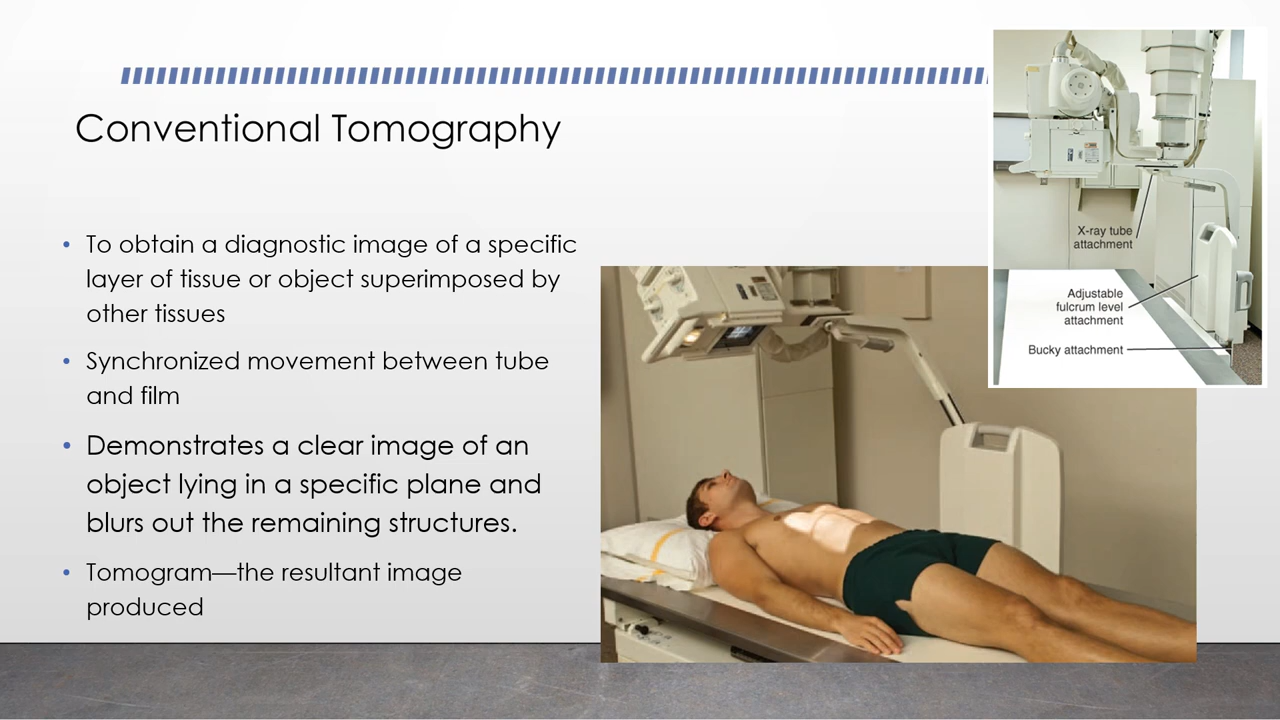 Conventional Tomography
• To obtain a diagnostic image of a specific
layer of tissue or object superimposed by
other tissues
• Synchronized movement between tube
and film
• Demonstrates a clear image of an
object lying in a specific plane and
blurs out the remaining structures.
• Tomogram—the resultant image
produced
X-ray tube
attachment
Adjustable
fulcrum level
attachment
Bucky attachment